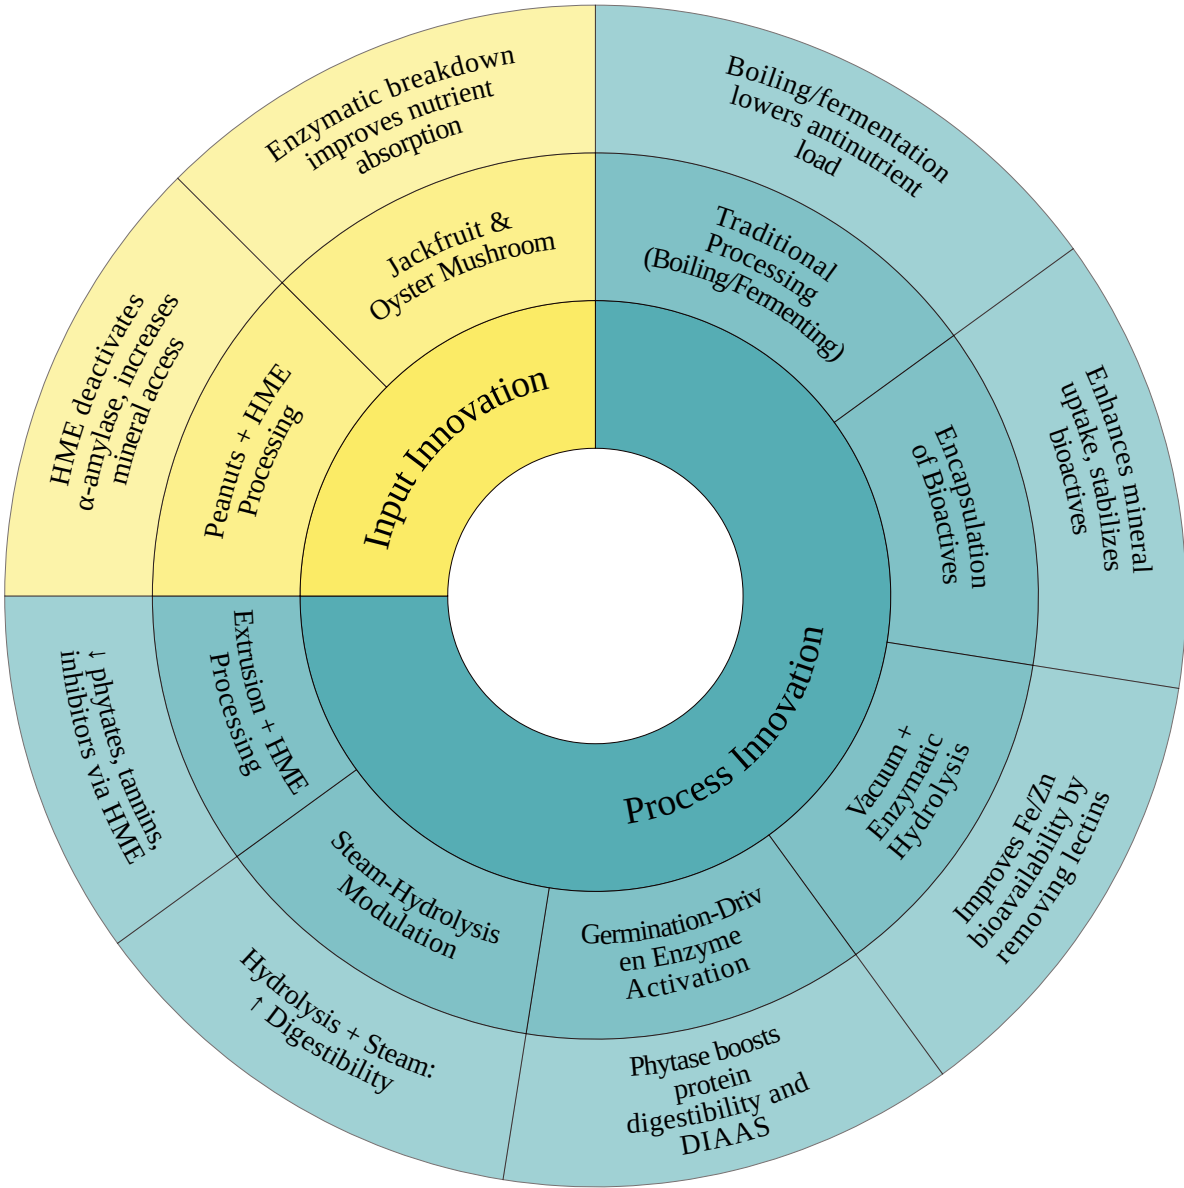 Input Innovation
Jackfruit &
Oyster Mushroom
Enzymatic breakdown
improves nutrient
absorption
Peanuts + HME
Processing
HME deactivates
α-amylase, increases
mineral access
Process Innovation
Traditional
Processing
(Boiling/Fermenting)
Boiling/fermentation
lowers antinutrient
load
Encapsulation
of Bioactives
Enhances mineral
uptake, stabilizes
bioactives
Vacuum +
Enzymatic
Hydrolysis
Improves Fe/Zn
bioavailability by
removing lectins
Germination-Driv
en Enzyme
Activation
Phytase boosts
protein
digestibility and
DIAAS
Steam-Hydrolysis
Modulation
Hydrolysis + Steam:
↑ Digestibility
Extrusion + HME
Processing
↓ phytates, tannins,
inhibitors via HME